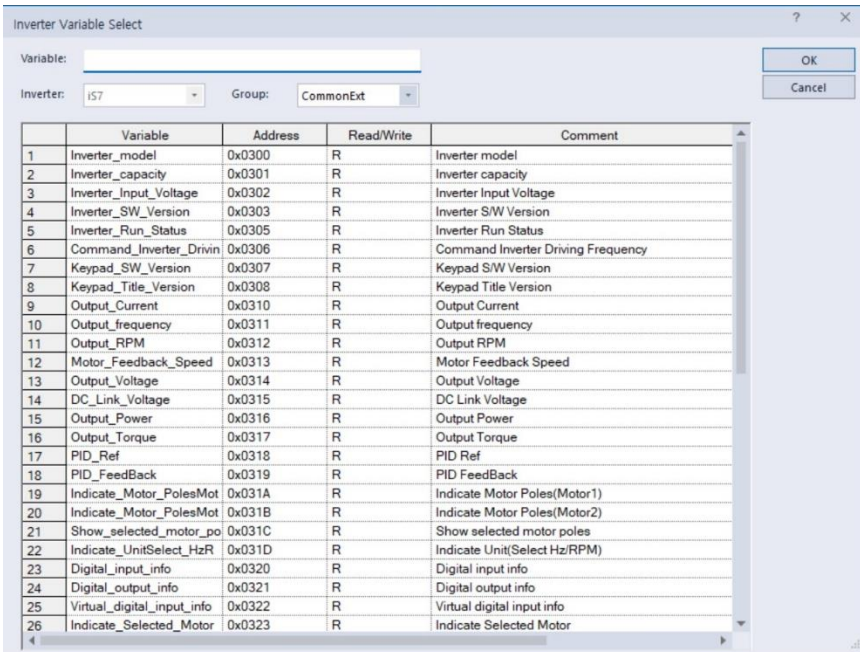 Inverter Variable Select ? ×
Variable:
OK
Inverter: iS7 Group: CommonExt
Cancel
Variable Address Read/Write Comment
1 Inverter_model 0x0300 R Inverter model
2 Inverter_capacity 0x0301 R Inverter capacity
3 Inverter_Input_Voltage 0x0302 R Inverter Input Voltage
4 Inverter_SW_Version 0x0303 R Inverter S/W Version
5 Inverter_Run_Status 0x0305 R Inverter Run Status
6 Command_Inverter_Drivin 0x0306 R Command Inverter Driving Frequency
7 Keypad_SW_Version 0x0307 R Keypad S/W Version
8 Keypad_Title_Version 0x0308 R Keypad Title Version
9 Output_Current 0x0310 R Output Current
10 Output_frequency 0x0311 R Output frequency
11 Output_RPM 0x0312 R Output RPM
12 Motor_Feedback_Speed 0x0313 R Motor Feedback Speed
13 Output_Voltage 0x0314 R Output Voltage
14 DC_Link_Voltage 0x0315 R DC Link Voltage
15 Output_Power 0x0316 R Output Power
16 Output_Torque 0x0317 R Output Torque
17 PID_Ref 0x0318 R PID Ref
18 PID_FeedBack 0x0319 R PID FeedBack
19 Indicate_Motor_PolesMot 0x031A R Indicate Motor Poles(Motor1)
20 Indicate_Motor_PolesMot 0x031B R Indicate Motor Poles(Motor2)
21 Show_selected_motor_po 0x031C R Show selected motor poles
22 Indicate_UnitSelect_HzR 0x031D R Indicate Unit(Select Hz/RPM)
23 Digital_input_info 0x0320 R Digital input info
24 Digital_output_info 0x0321 R Digital output info
25 Virtual_digital_input_info 0x0322 R Virtual digital input info
26 Indicate_Selected_Motor 0x0323 R Indicate Selected Motor